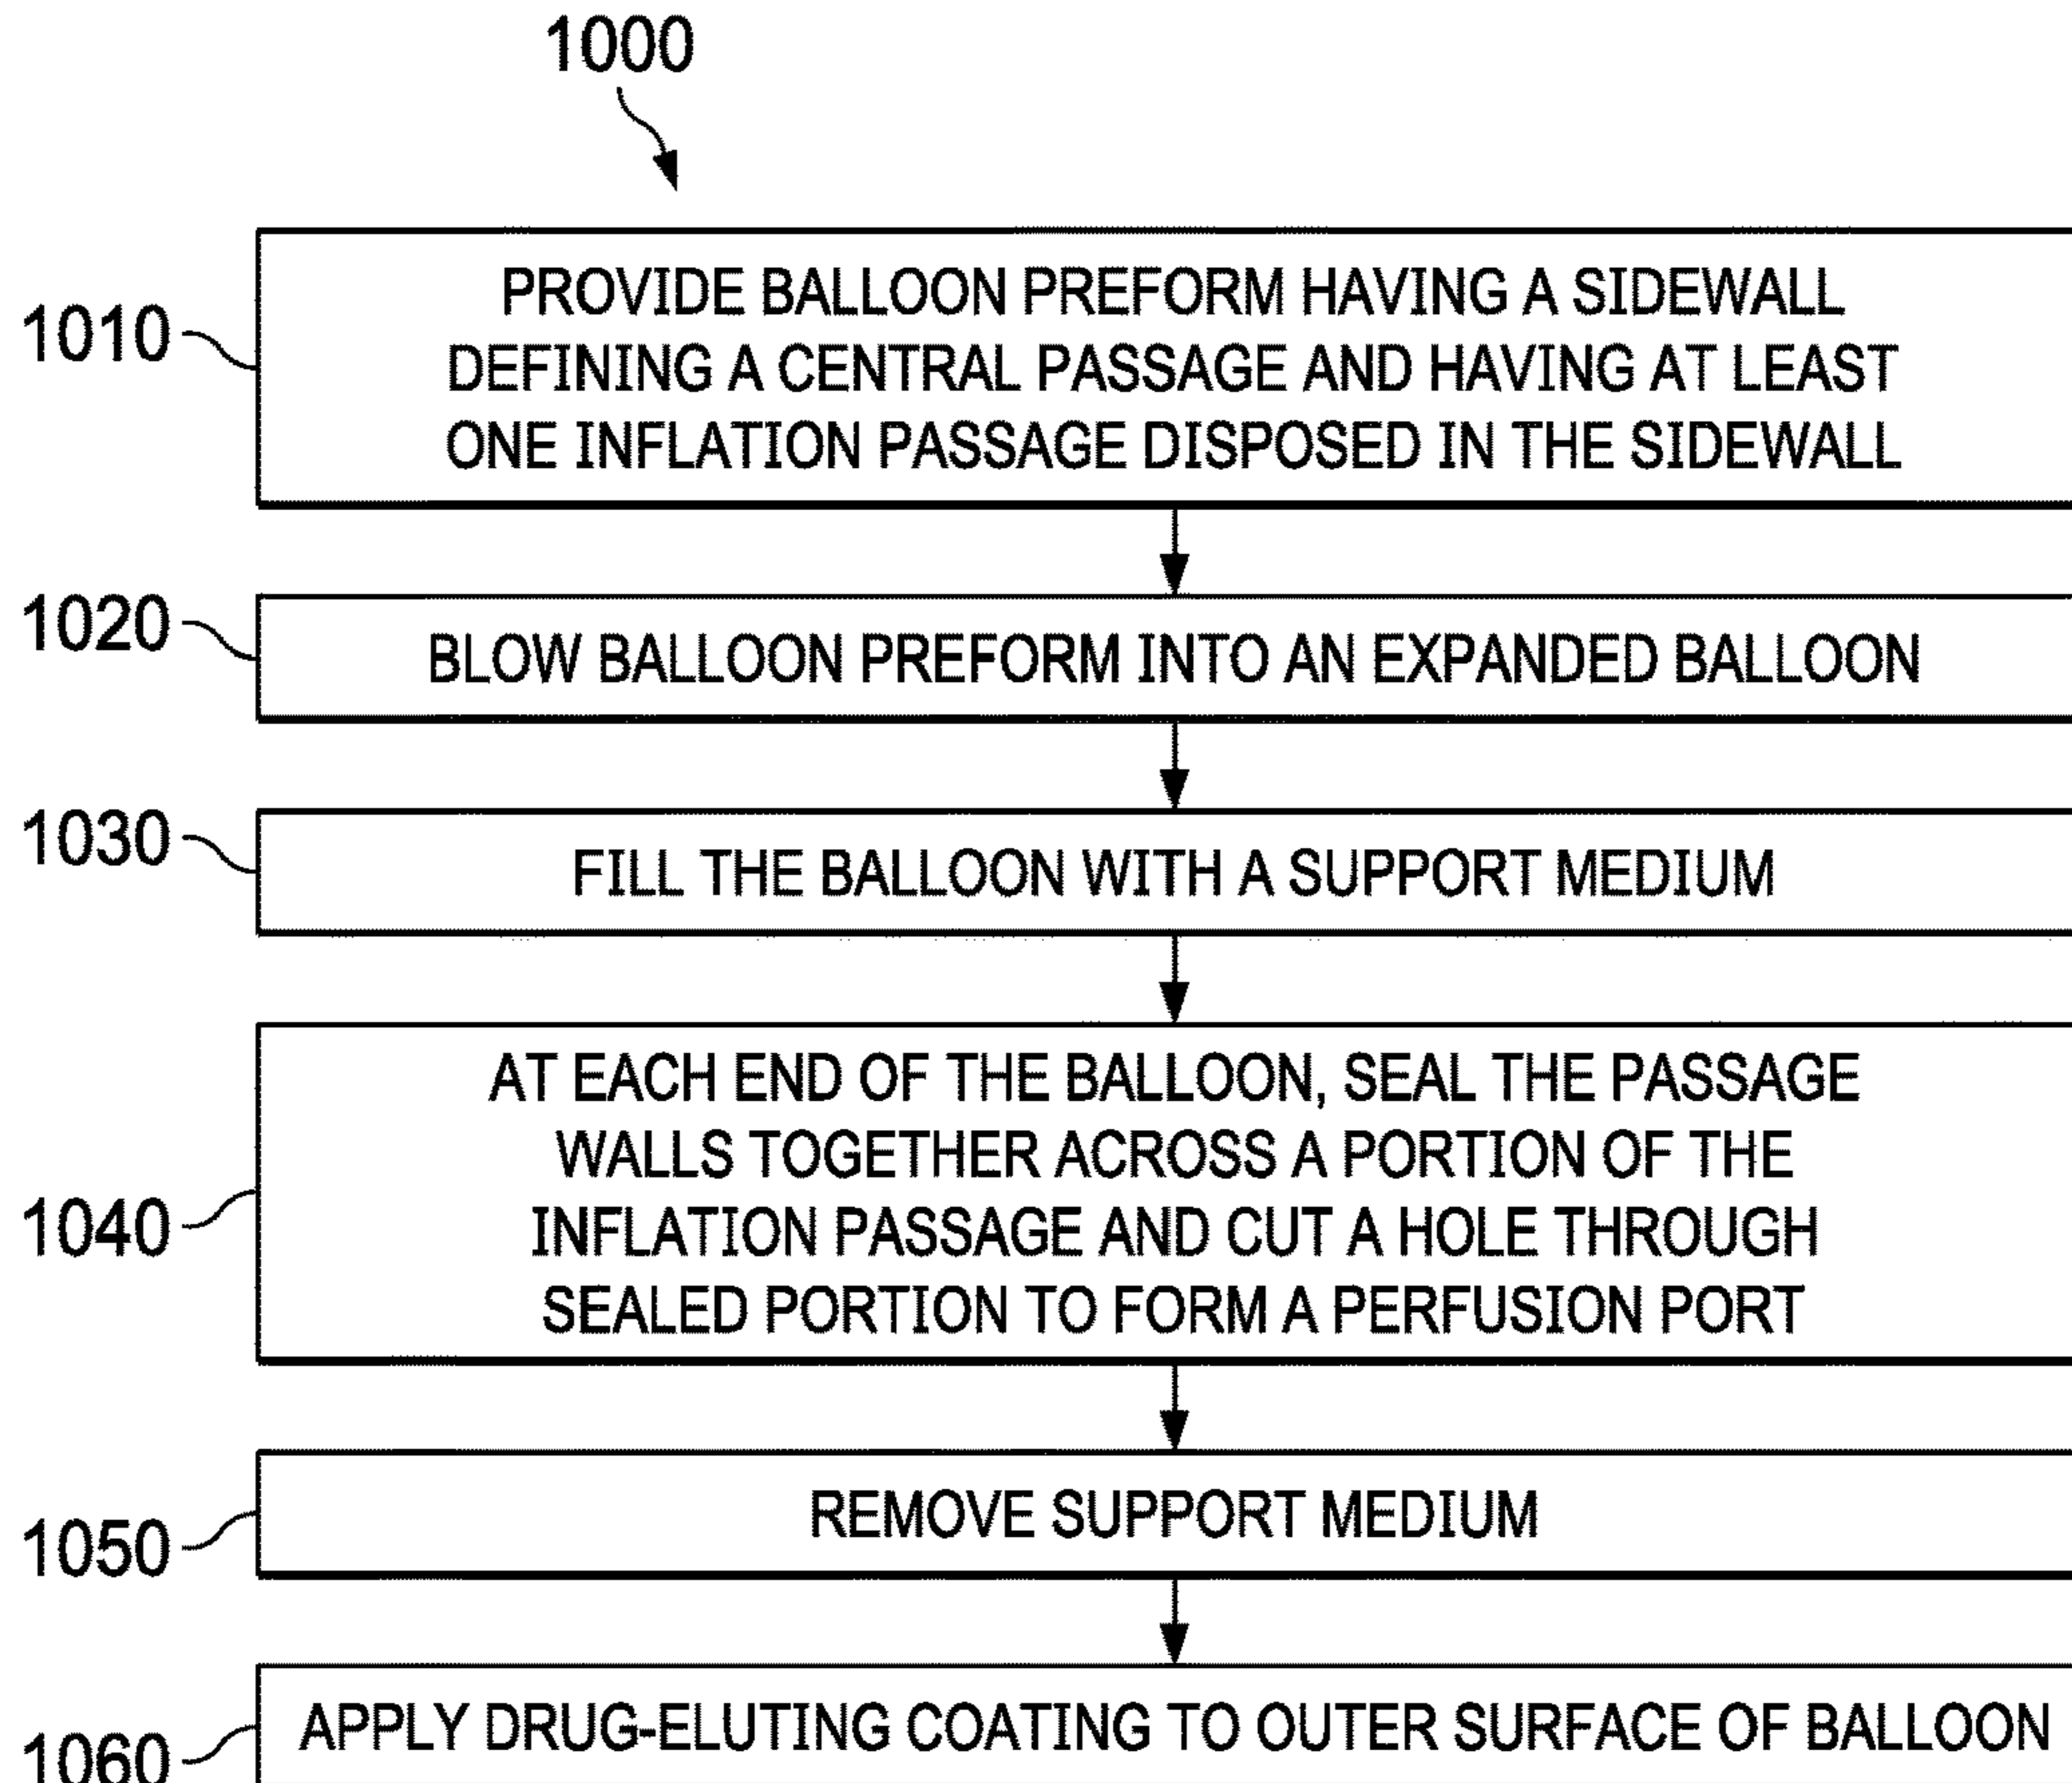 1000
1010
PROVIDE BALLOON PREFORM HAVING A SIDEWALL
DEFINING A CENTRAL PASSAGE AND HAVING AT LEAST
ONE INFLATION PASSAGE DISPOSED IN THE SIDEWALL
1020
BLOW BALLOON PREFORM INTO AN EXPANDED BALLOON
1030
FILL THE BALLOON WITH A SUPPORT MEDIUM
1040
AT EACH END OF THE BALLOON, SEAL THE PASSAGE
WALLS TOGETHER ACROSS A PORTION OF THE
INFLATION PASSAGE AND CUT A HOLE THROUGH
SEALED PORTION TO FORM A PERFUSION PORT
1050
REMOVE SUPPORT MEDIUM
1060
APPLY DRUG-ELUTING COATING TO OUTER SURFACE OF BALLOON